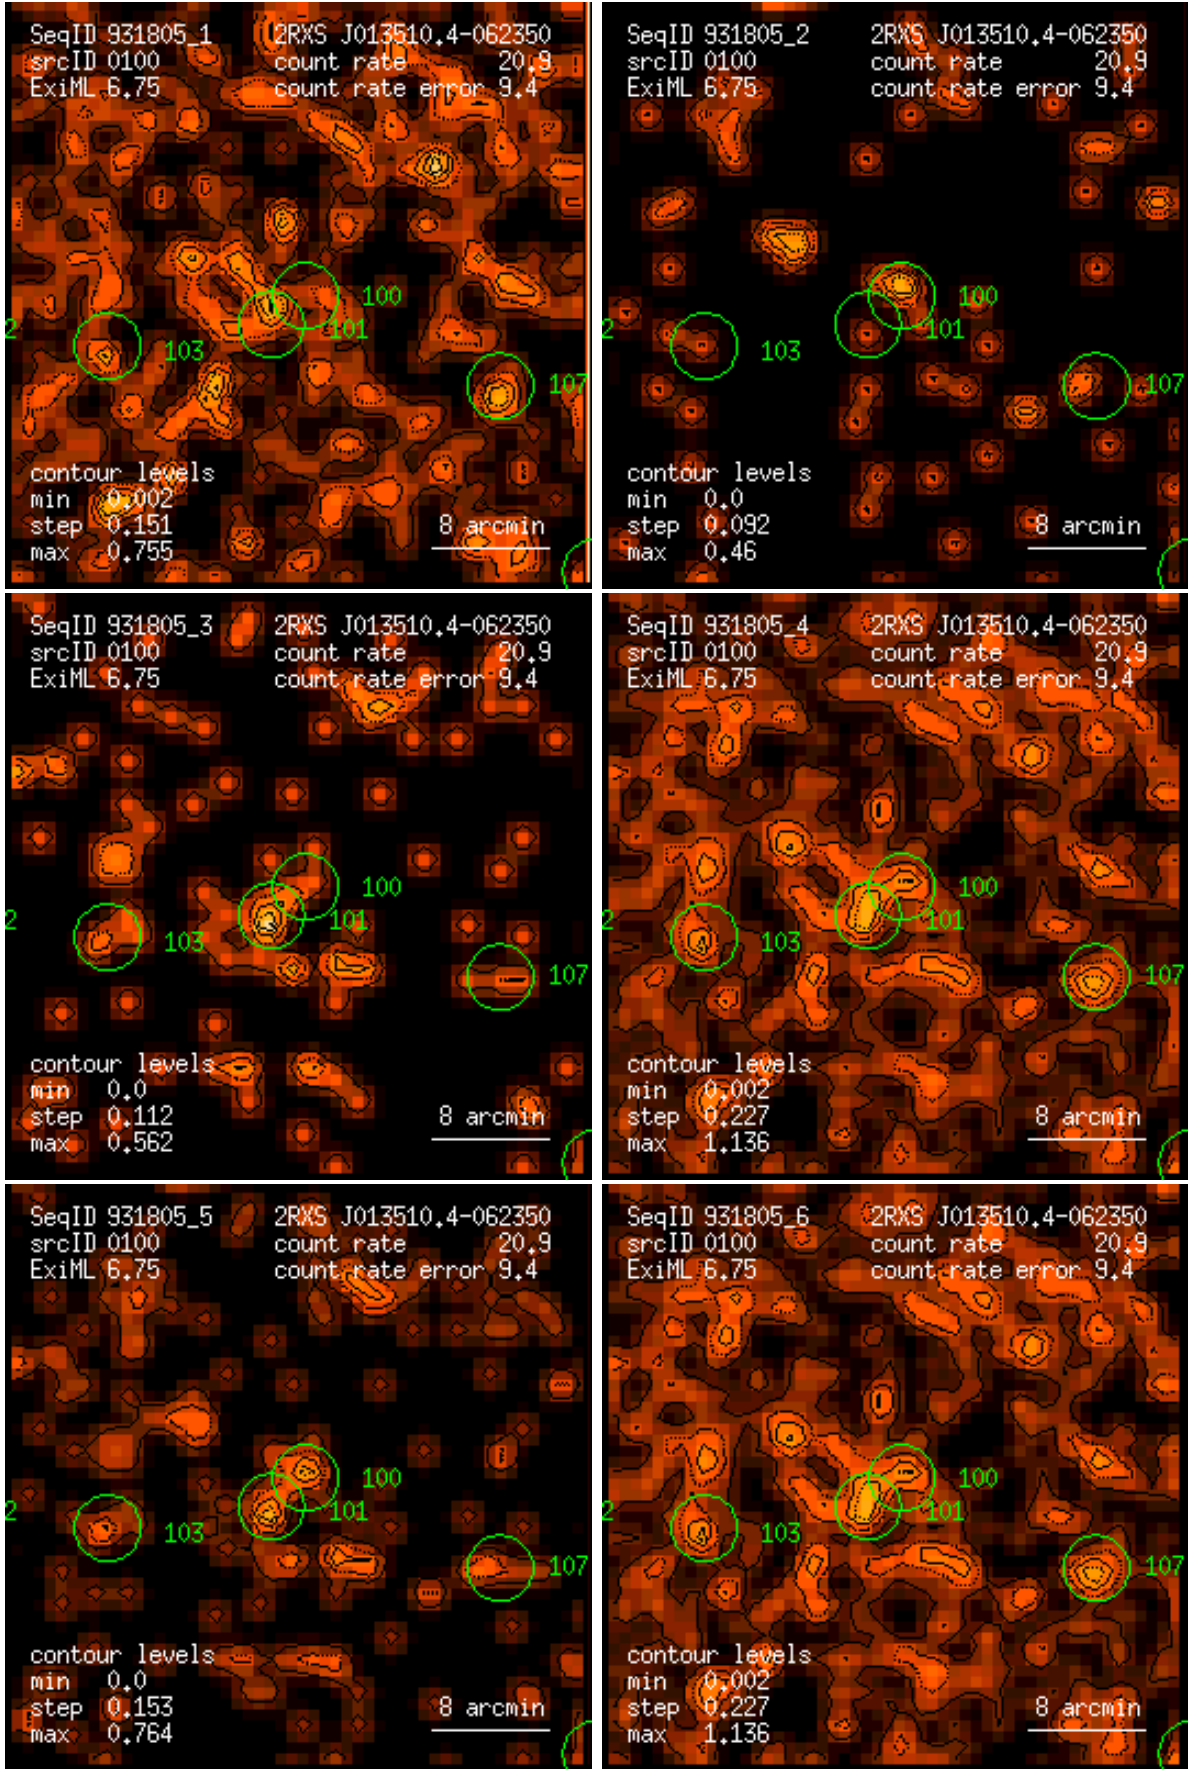 SeqID 931805_1 2RXS J013510.4-062350
srcID 0100 count rate 20.9
ExiML 6.75 count rate error 9.4
100
2 101
103
107
contour levels
min 0.002
step 0.151 8 arcmin
max 0.755
SeqID 931805_2 2RXS J013510.4-062350
srcID 0100 count rate 20.9
ExiML 6.75 count rate error 9.4
100
2 101
103
107
contour levels
min 0.0
step 0.092 8 arcmin
max 0.46
SeqID 931805_3 2RXS J013510.4-062350
srcID 0100 count rate 20.9
ExiML 6.75 count rate error 9.4
100
2 101
103
107
contour levels
min 0.0
step 0.112 8 arcmin
max 0.562
SeqID 931805_4 2RXS J013510.4-062350
srcID 0100 count rate 20.9
ExiML 6.75 count rate error 9.4
100
2 101
103
107
contour levels
min 0.002
step 0.227 8 arcmin
max 1.136
SeqID 931805_5 2RXS J013510.4-062350
srcID 0100 count rate 20.9
ExiML 6.75 count rate error 9.4
100
2 101
103
107
contour levels
min 0.0
step 0.153 8 arcmin
max 0.764
SeqID 931805_6 2RXS J013510.4-062350
srcID 0100 count rate 20.9
ExiML 6.75 count rate error 9.4
100
2 101
103
107
contour levels
min 0.002
step 0.227 8 arcmin
max 1.136